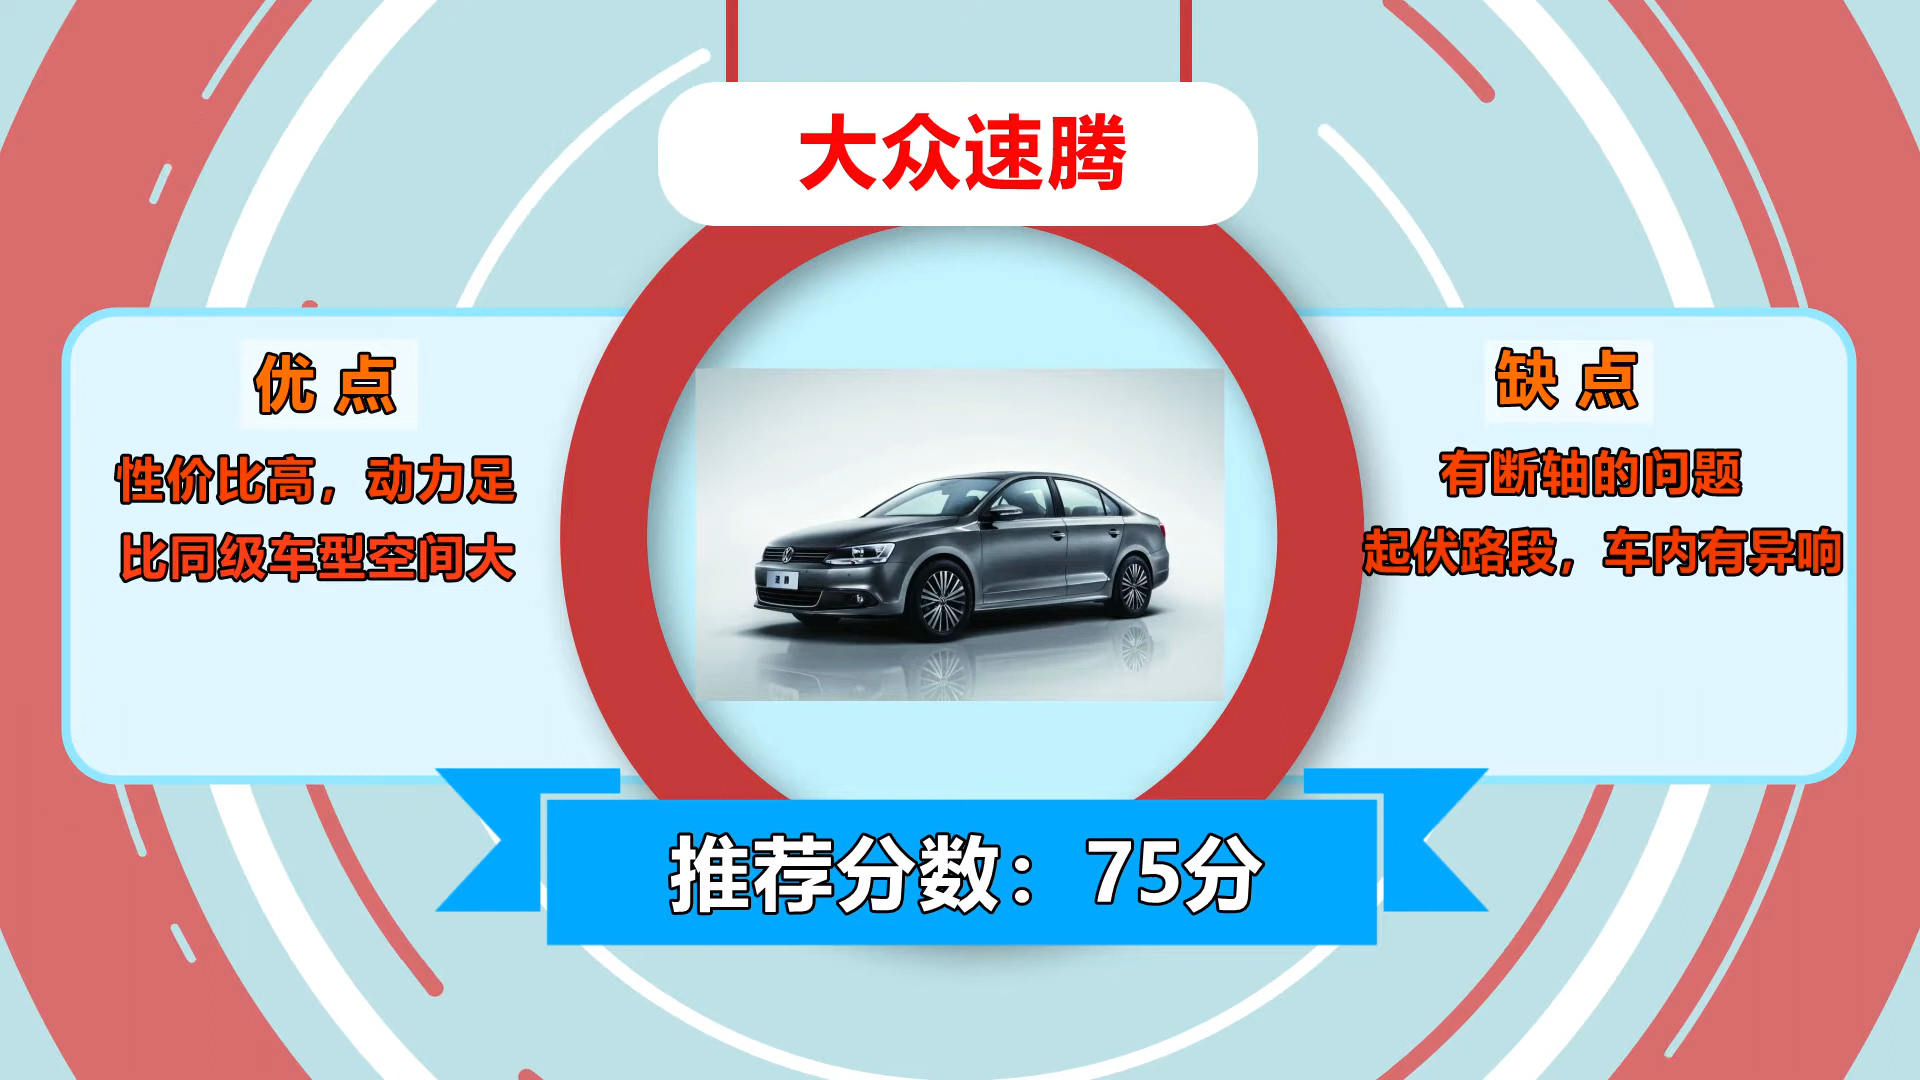 大众速腾
优点
性价比高，动力足
比同级车型空间大
缺点
有断轴的问题
起伏路段，车内有异响
速腾
推荐分数：75分